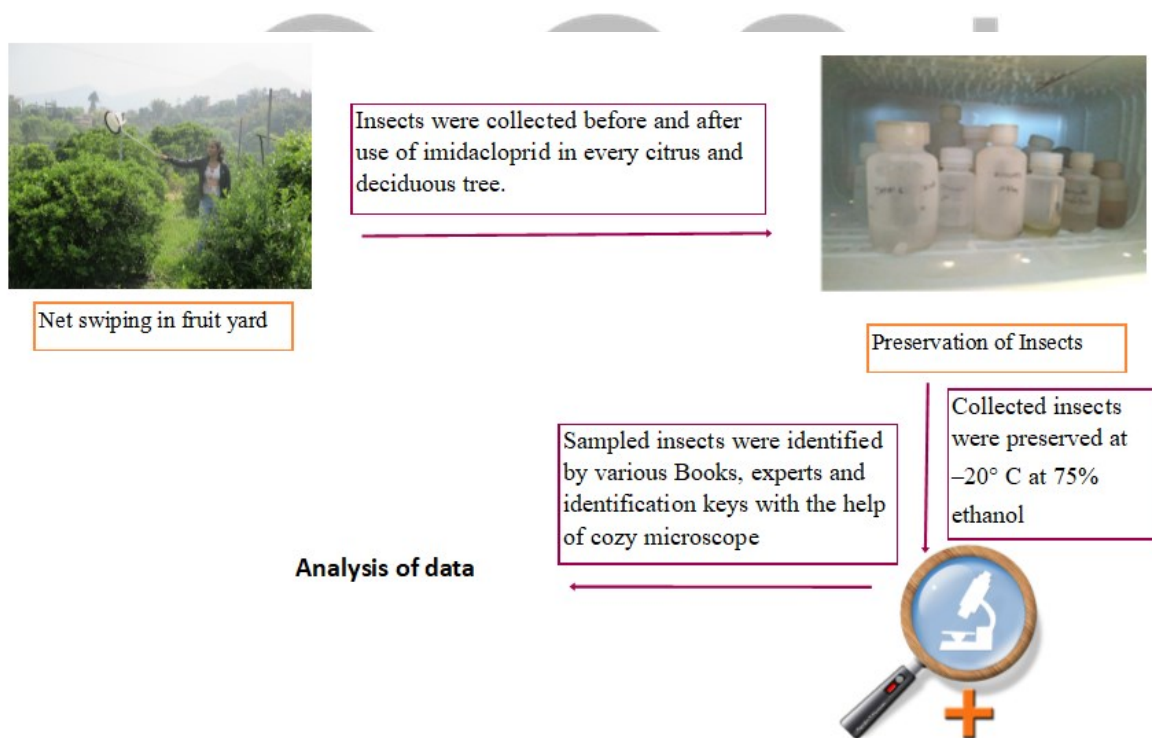 Insects were collected before and after
use of imidacloprid in every citrus and
deciduous tree.
Net swiping in fruit yard
Preservation of Insects
Collected insects
were preserved at
–20° C at 75%
ethanol
Sampled insects were identified
by various Books, experts and
identification keys with the help
of cozy microscope
Analysis of data